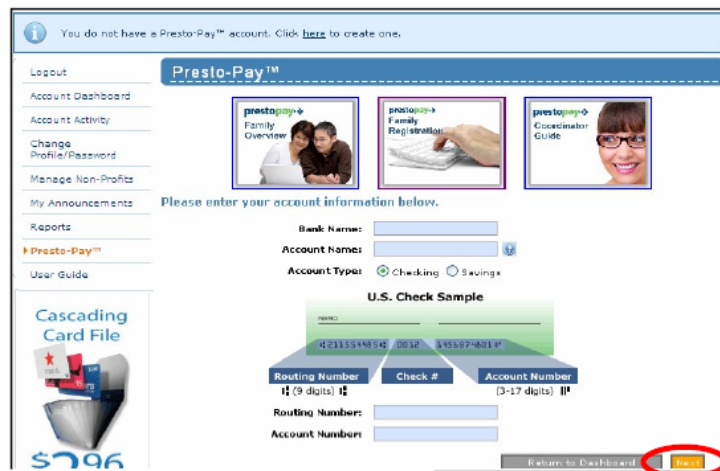 You do not have a Presto-Pay™ account. Click here to create one.
Logout
Account Dashboard
Account Activity
Change
Profile/Password
Manage Non-Profits
My Announcements
Reports
Presto-Pay™
User Guide
Cascading
Card File
Presto-Pay™
prestopay
Family
Overview
prestopay
Family
Registration
prestopay
Coordinator
Guide
Please enter your account information below.
Bank Name:
Account Name:
Account Type: Checking Savings
U.S. Check Sample
MEMO
211554485 0012 1456874601
Routing Number Check # Account Number
(9 digits) (3-17 digits)
Routing Number:
Account Number:
Return to Dashboard Next